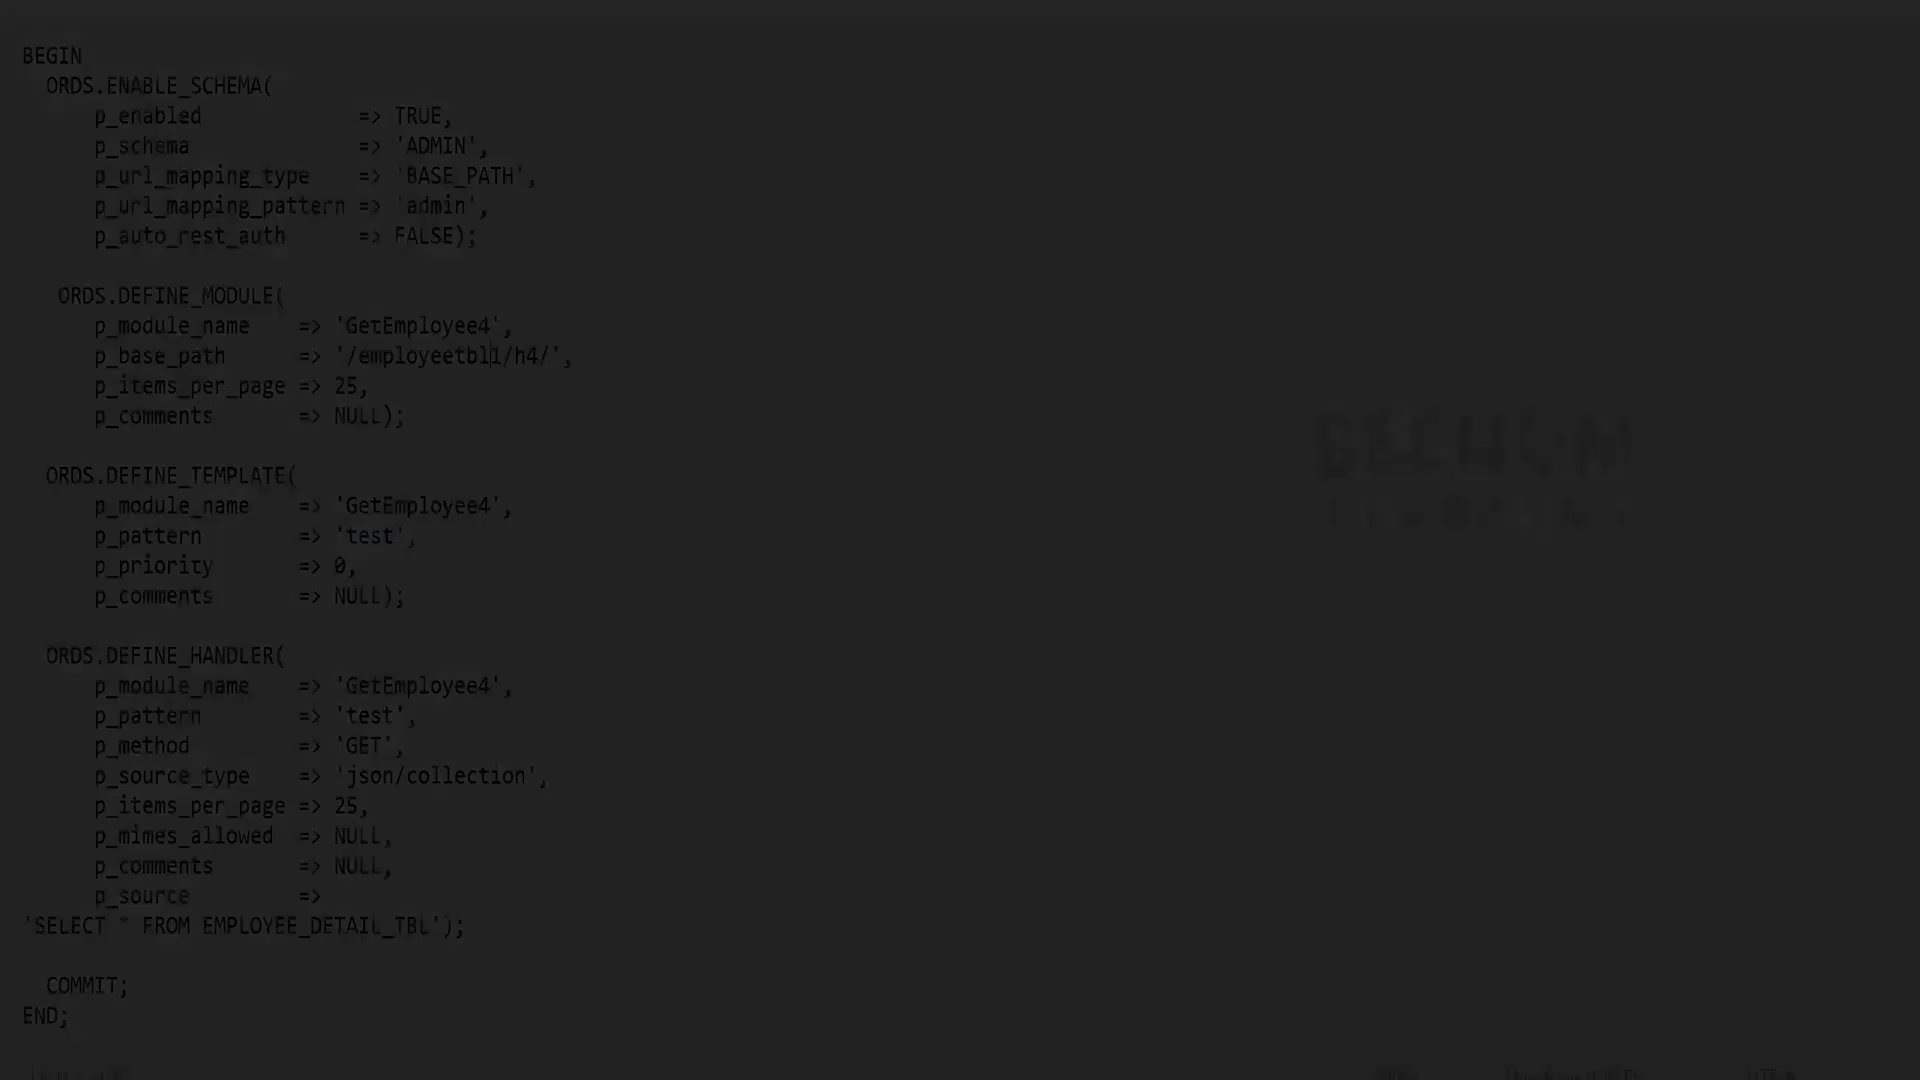 BEGIN
ORDS.ENABLE_SCHEMA(
p_enabled => TRUE,
p_schema => 'ADMIN',
p_url_mapping_type => 'BASE_PATH',
p_url_mapping_pattern => 'admin',
p_auto_rest_auth => FALSE);
ORDS.DEFINE_MODULE(
p_module_name => 'GetEmployee4',
p_base_path => '/employeetbl1/h4/',
p_items_per_page => 25,
p_comments => NULL);
ORDS.DEFINE_TEMPLATE(
p_module_name => 'GetEmployee4',
p_pattern => 'test',
p_priority => 0,
p_comments => NULL);
ORDS.DEFINE_HANDLER(
p_module_name => 'GetEmployee4',
p_pattern => 'test',
p_method => 'GET',
p_source_type => 'json/collection',
p_items_per_page => 25,
p_mimes_allowed => NULL,
p_comments => NULL,
p_source =>
'SELECT * FROM EMPLOYEE_DETAIL_TBL');
COMMIT;
END;